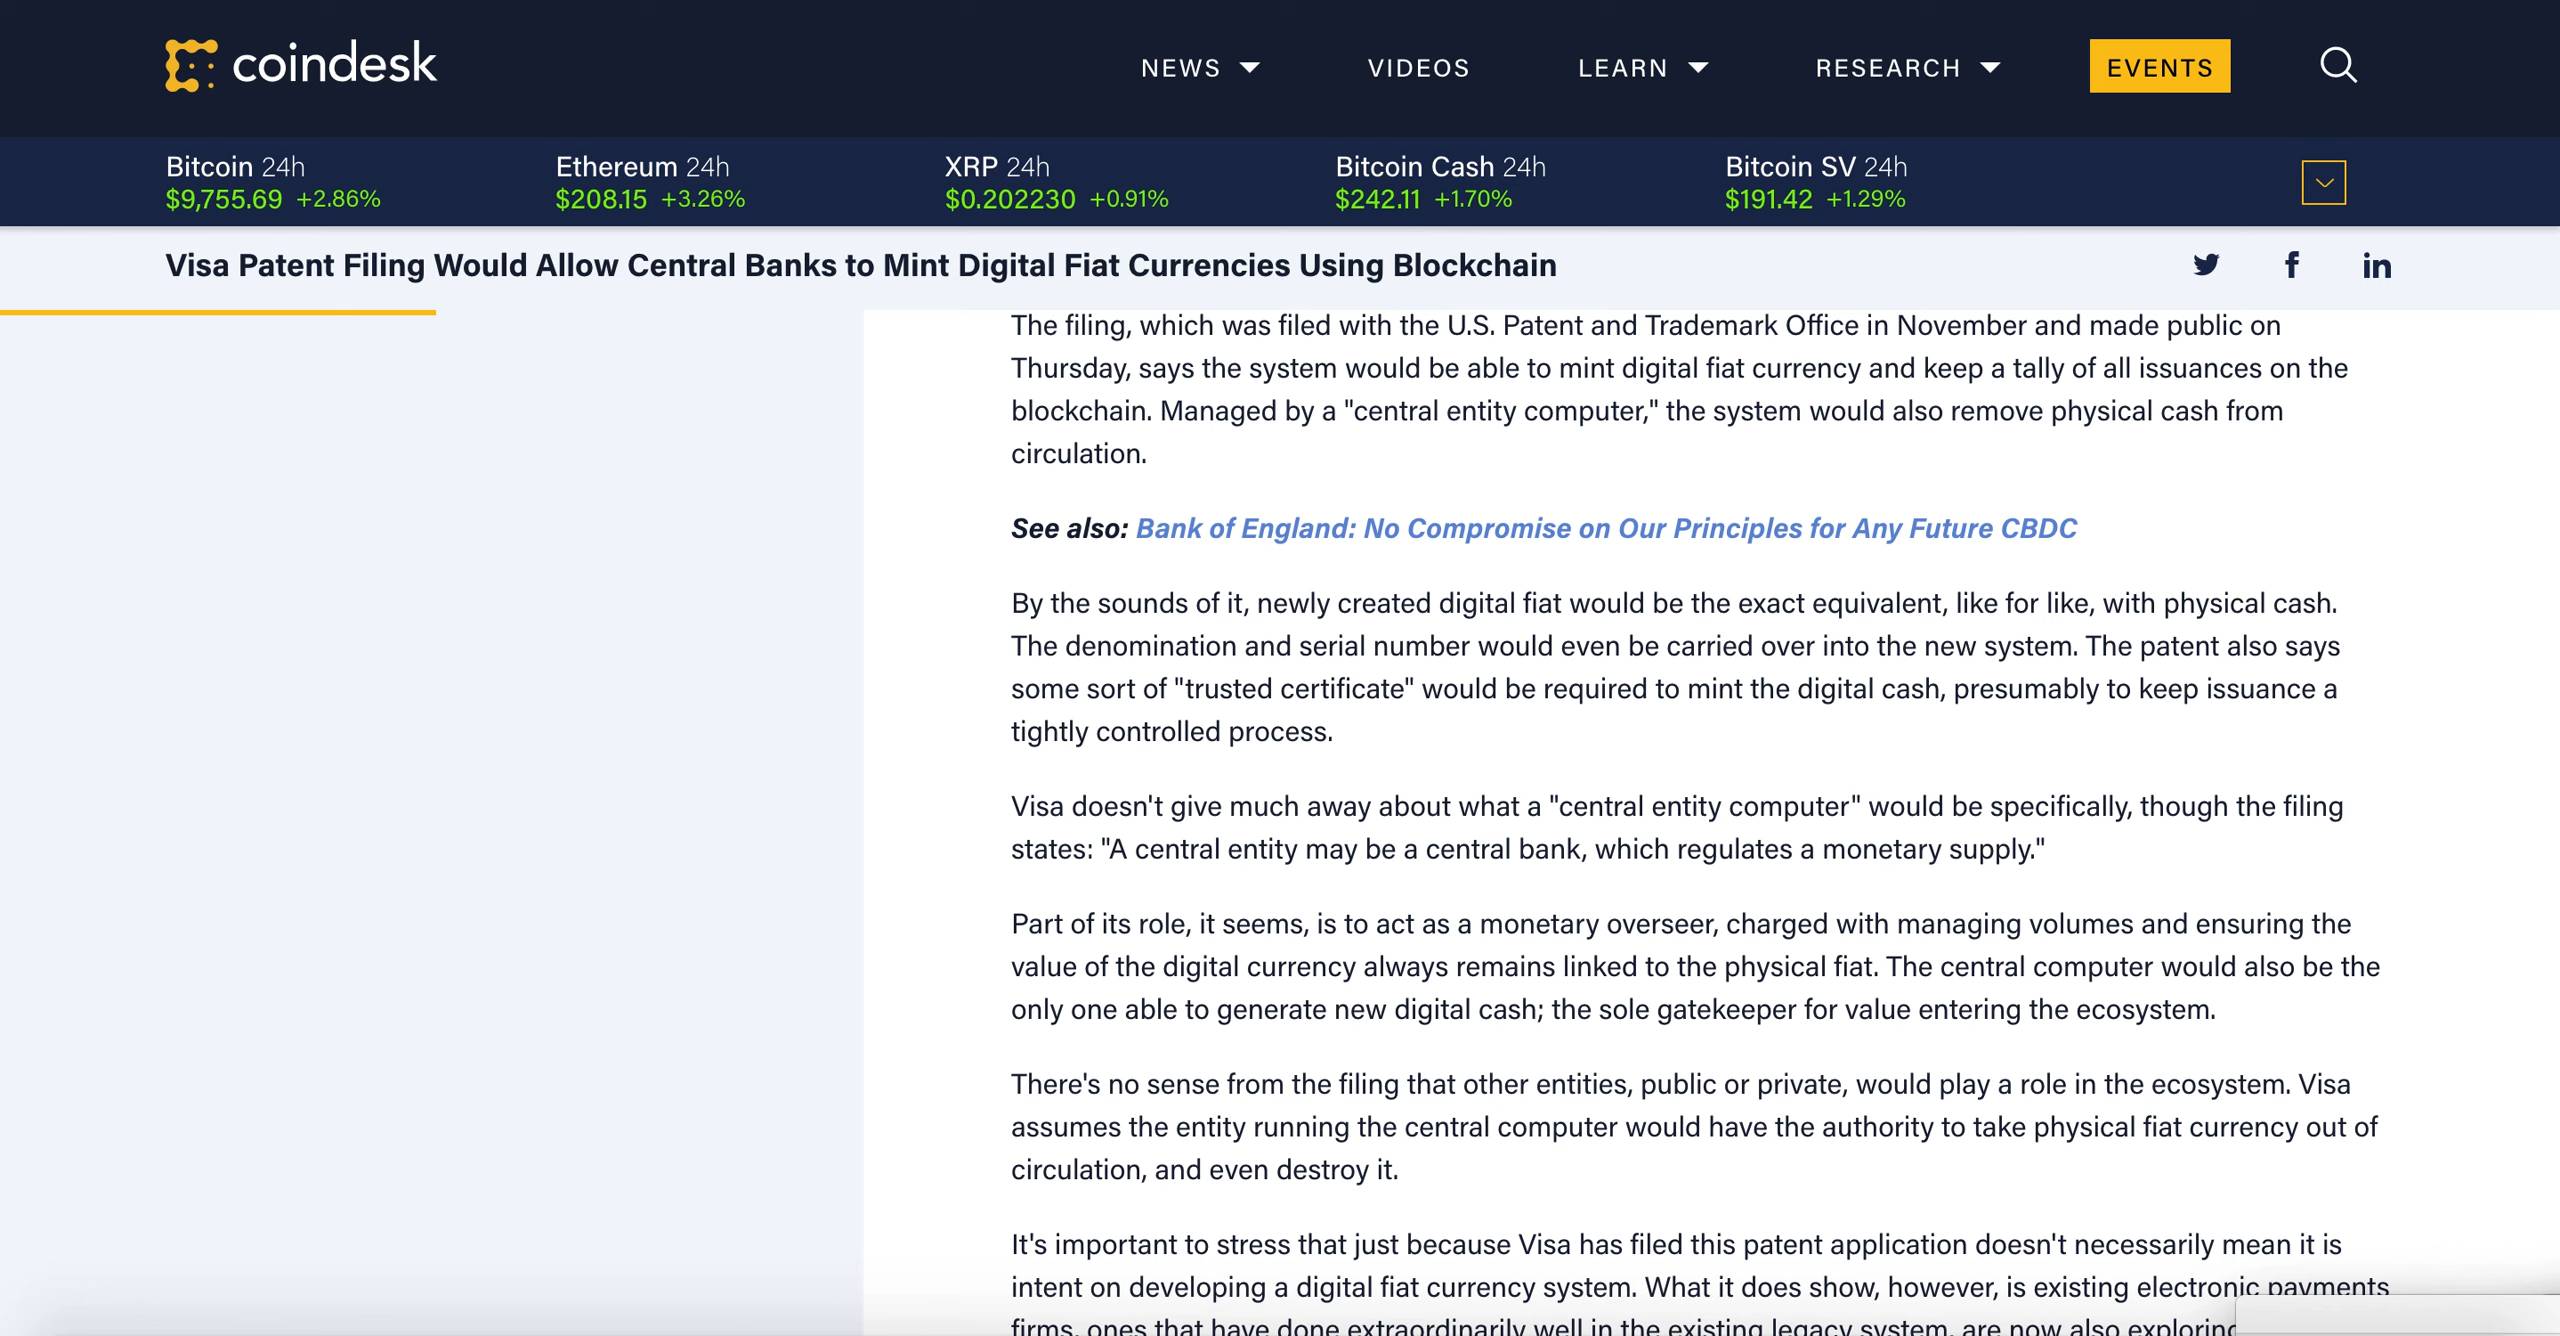 coindesk
NEWS
VIDEOS
LEARN
RESEARCH
EVENTS
Bitcoin 24h
$9,755.69 +2.86%
Ethereum 24h
$208.15 +3.26%
XRP 24h
$0.202230 +0.91%
Bitcoin Cash 24h
$242.11 +1.70%
Bitcoin SV 24h
$191.42 +1.29%
Visa Patent Filing Would Allow Central Banks to Mint Digital Fiat Currencies Using Blockchain
The filing, which was filed with the U.S. Patent and Trademark Office in November and made public on
Thursday, says the system would be able to mint digital fiat currency and keep a tally of all issuances on the
blockchain. Managed by a "central entity computer," the system would also remove physical cash from
circulation.
See also: Bank of England: No Compromise on Our Principles for Any Future CBDC
By the sounds of it, newly created digital fiat would be the exact equivalent, like for like, with physical cash.
The denomination and serial number would even be carried over into the new system. The patent also says
some sort of "trusted certificate" would be required to mint the digital cash, presumably to keep issuance a
tightly controlled process.
Visa doesn't give much away about what a "central entity computer" would be specifically, though the filing
states: "A central entity may be a central bank, which regulates a monetary supply."
Part of its role, it seems, is to act as a monetary overseer, charged with managing volumes and ensuring the
value of the digital currency always remains linked to the physical fiat. The central computer would also be the
only one able to generate new digital cash; the sole gatekeeper for value entering the ecosystem.
There's no sense from the filing that other entities, public or private, would play a role in the ecosystem. Visa
assumes the entity running the central computer would have the authority to take physical fiat currency out of
circulation, and even destroy it.
It's important to stress that just because Visa has filed this patent application doesn't necessarily mean it is
intent on developing a digital fiat currency system. What it does show, however, is existing electronic payments
firms, ones that have done extraordinarily well in the existing legacy system, are now also exploring